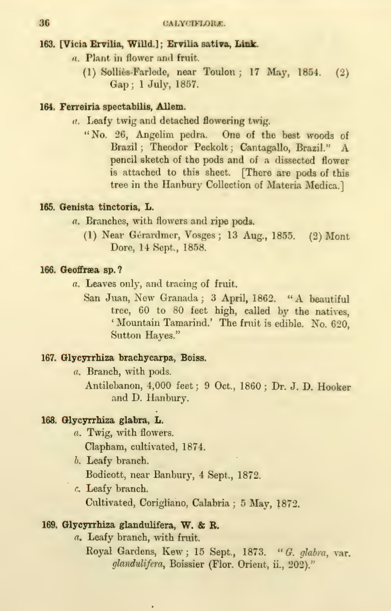 36 CALYCIFLORÆ.
163. [Vicia Ervilia, Willd.]; Ervilia sativa, Link.
a. Plant in flower and fruit.
(1) Solliès-Farlede, near Toulon; 17 May, 1854. (2)
Gap; 1 July, 1857.
164. Ferreiria spectabilis, Allem.
a. Leafy twig and detached flowering twig.
"No. 26, Angelim pedra. One of the best woods of
Brazil; Theodor Peckolt; Cantagallo, Brazil." A
pencil sketch of the pods and of a dissected flower
is attached to this sheet. [There are pods of this
tree in the Hanbury Collection of Materia Medica.]
165. Genista tinctoria, L.
a. Branches, with flowers and ripe pods.
(1) Near Gérardmer, Vosges; 13 Aug., 1855. (2) Mont
Dore, 14 Sept., 1858.
166. Geoffræa sp.?
a. Leaves only, and tracing of fruit.
San Juan, New Granada; 3 April, 1862. "A beautiful
tree, 60 to 80 feet high, called by the natives,
'Mountain Tamarind.' The fruit is edible. No. 620,
Sutton Hayes."
167. Glycyrrhiza brachycarpa, Boiss.
a. Branch, with pods.
Antilebanon, 4,000 feet; 9 Oct., 1860; Dr. J. D. Hooker
and D. Hanbury.
168. Glycyrrhiza glabra, L.
a. Twig, with flowers.
Clapham, cultivated, 1874.
b. Leafy branch.
Bodicott, near Banbury, 4 Sept., 1872.
c. Leafy branch.
Cultivated, Corigliano, Calabria; 5 May, 1872.
169. Glycyrrhiza glandulifera, W. & R.
a. Leafy branch, with fruit.
Royal Gardens, Kew; 15 Sept., 1873. "G. glabra, var.
glandulifera, Boissier (Flor. Orient, ii., 202)."